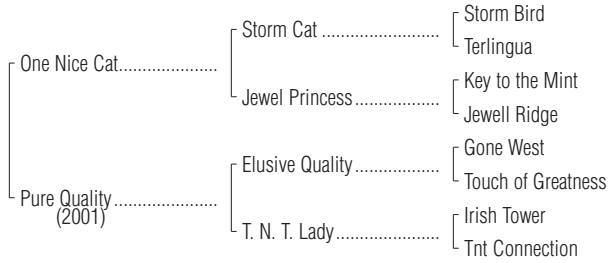 Storm Bird
Storm Cat ........................
Terlingua
One Nice Cat....................
Key to the Mint
Jewel Princess.................
Jewell Ridge
Gone West
Elusive Quality .................
Touch of Greatness
Pure Quality .....................
(2001)
Irish Tower
T. N. T. Lady.....................
Tnt Connection